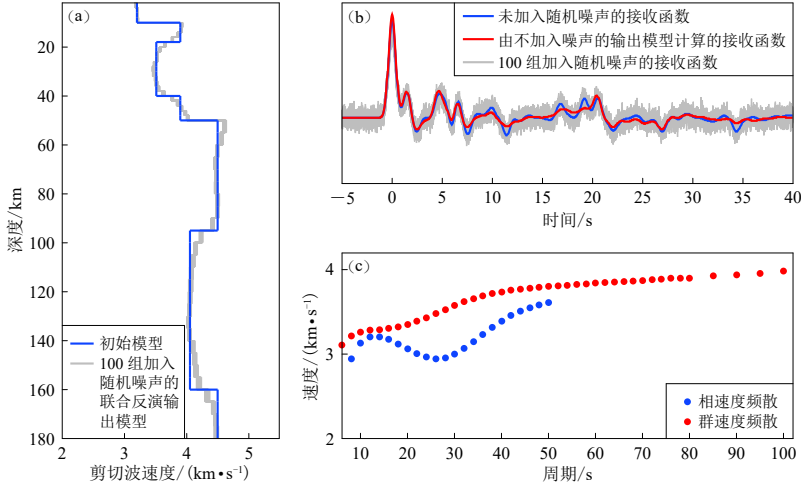 (a)
20
40
60
80
100
120
140
160
180
深度/km
2
3
4
5
剪切波速度/(km·s⁻¹)
初始模型
100 组加入
随机噪声的
联合反演输
出模型
(b)
未加入随机噪声的接收函数
由不加入噪声的输出模型计算的接收函数
100 组加入随机噪声的接收函数
−5 0 5 10 15 20 25 30 35 40
时间/s
(c)
4
3
2
速度/(km·s⁻¹)
相速度频散
群速度频散
10 20 30 40 50 60 70 80 90 100
周期/s